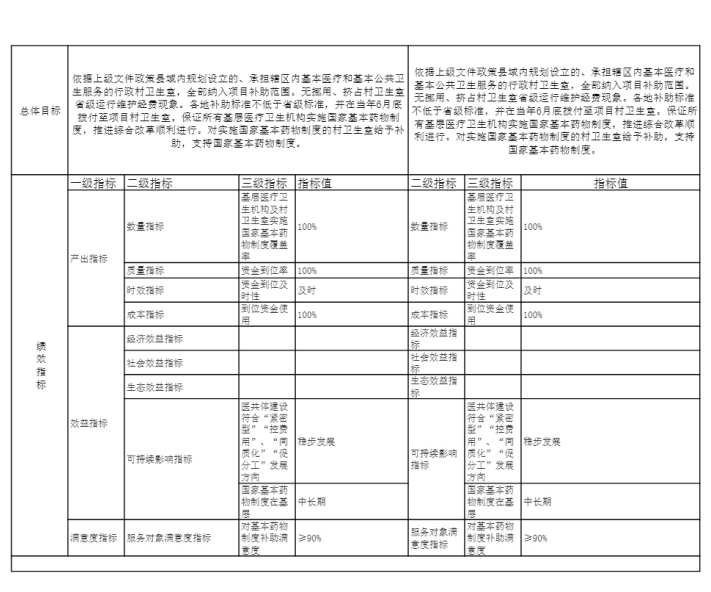 总体目标
依据上级文件政策县域内规划设立的、承担辖区内基本医疗和基本公共卫
生服务的行政村卫生室，全部纳入项目补助范围。无挪用、挤占村卫生室
省级运行维护经费现象。各地补助标准不低于省级标准，并在当年6月底
拨付至项目村卫生室。保证所有基层医疗卫生机构实施国家基本药物制
度，推进综合改革顺利进行。对实施国家基本药物制度的村卫生室给予补
助，支持国家基本药物制度。
依据上级文件政策县域内规划设立的、承担辖区内基本医疗和
基本公共卫生服务的行政村卫生室，全部纳入项目补助范围。
无挪用、挤占村卫生室省级运行维护经费现象。各地补助标准
不低于省级标准，并在当年6月底拨付至项目村卫生室。保证所
有基层医疗卫生机构实施国家基本药物制度，推进综合改革顺
利进行。对实施国家基本药物制度的村卫生室给予补助，支持
国家基本药物制度。
绩
效
指
标
一级指标 二级指标 三级指标 指标值 二级指标 三级指标 指标值
产出指标
数量指标
基层医疗卫
生机构及村
卫生室实施
国家基本药
物制度覆盖
率
100%
数量指标
基层医疗卫
生机构及村
卫生室实施
国家基本药
物制度覆盖
率
100%
质量指标 资金到位率 100% 质量指标 资金到位率 100%
时效指标
资金到位及
时性
及时
时效指标
资金到位及
时性
及时
成本指标
到位资金使
用
100%
成本指标
到位资金使
用
100%
效益指标
经济效益指标
经济效益指
标
社会效益指标
社会效益指
标
生态效益指标
生态效益指
标
可持续影响指标
医共体建设
符合“紧密
型”“控费
用”、“同
质化”“促
分工”发展
方向
稳步发展
可持续影响
指标
医共体建设
符合“紧密
型”“控费
用”、“同
质化”“促
分工”发展
方向
稳步发展
国家基本药
物制度在基
层
中长期
国家基本药
物制度在基
层
中长期
满意度指标 服务对象满意度指标
对基本药物
制度补助满
意度
≥90%
服务对象满
意度指标
对基本药物
制度补助满
意度
≥90%